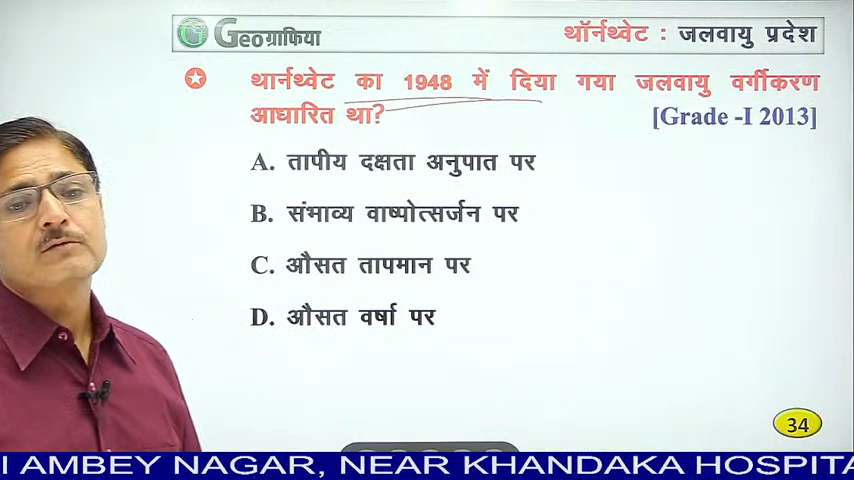 Geoग्राफिया
थॉर्नथ्वेट : जलवायु प्रदेश
थार्नथ्वेट का 1948 में दिया गया जलवायु वर्गीकरण
आधारित था? [Grade -I 2013]
A. तापीय दक्षता अनुपात पर
B. संभाव्य वाष्पोत्सर्जन पर
C. औसत तापमान पर
D. औसत वर्षा पर
34
I AMBEY NAGAR, NEAR KHANDAKA HOSPITA